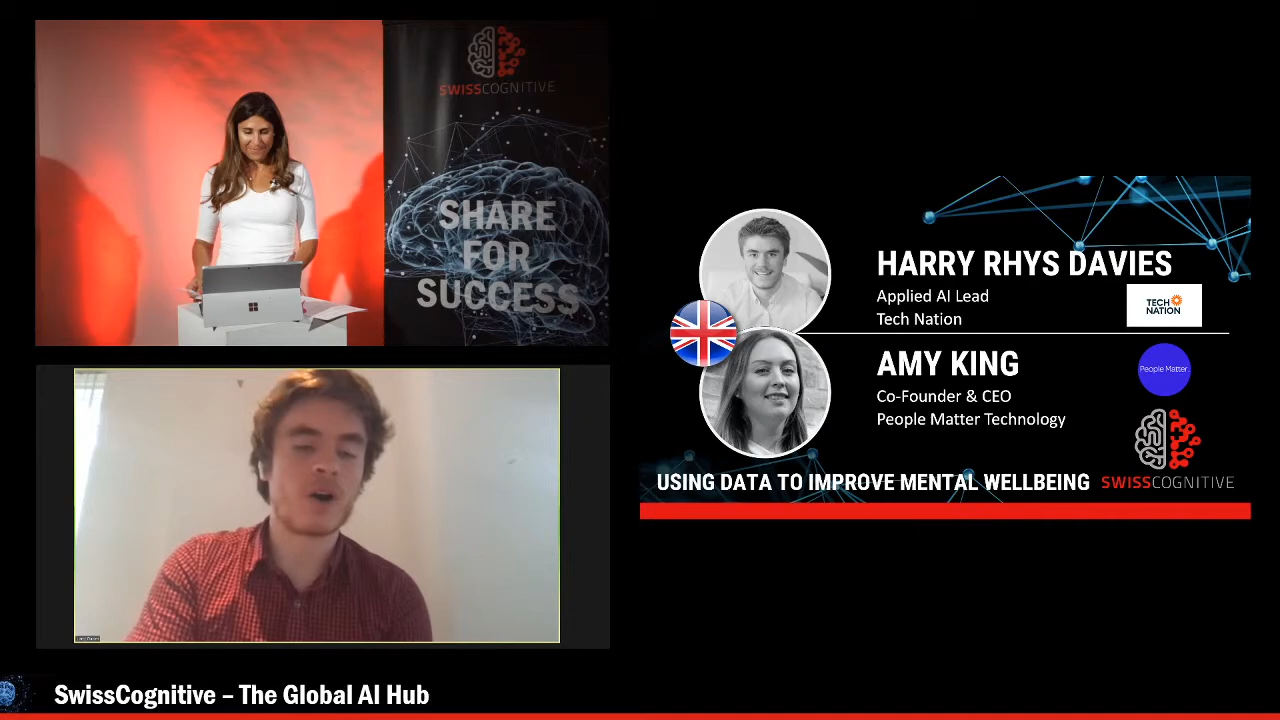 SWISSCOGNITIVE
SHARE
FOR
SUCCESS
HARRY RHYS DAVIES
Applied AI Lead
Tech Nation
TECH
NATION
AMY KING
Co-Founder & CEO
People Matter Technology
People Matter.
USING DATA TO IMPROVE MENTAL WELLBEING
SWISSCOGNITIVE
SwissCognitive – The Global AI Hub